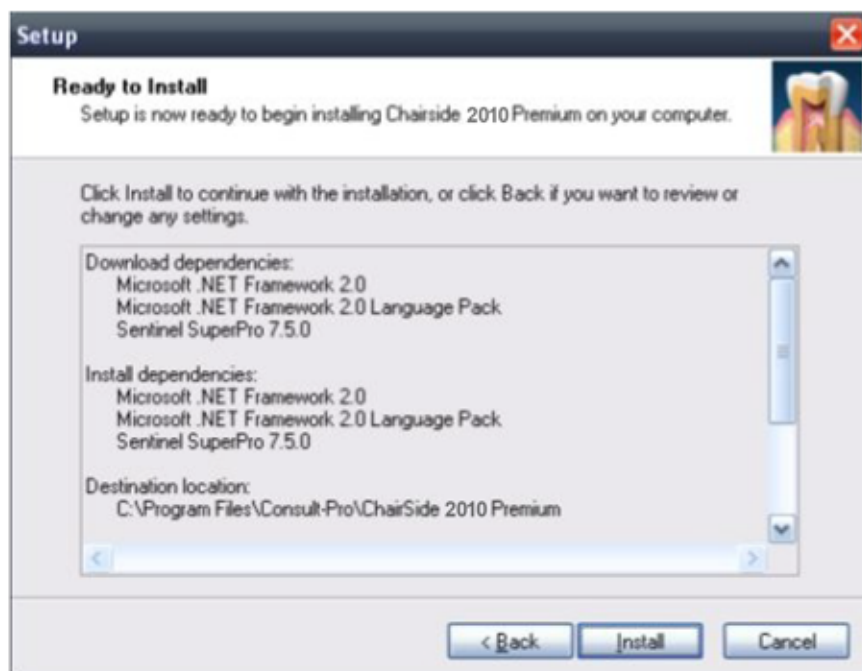 Setup
Ready to Install
Setup is now ready to begin installing Chairside 2010 Premium on your computer.
Click Install to continue with the installation, or click Back if you want to review or
change any settings.
Download dependencies:
Microsoft .NET Framework 2.0
Microsoft .NET Framework 2.0 Language Pack
Sentinel SuperPro 7.5.0
Install dependencies:
Microsoft .NET Framework 2.0
Microsoft .NET Framework 2.0 Language Pack
Sentinel SuperPro 7.5.0
Destination location:
C:\Program Files\Consult-Pro\ChairSide 2010 Premium
< Back Install Cancel